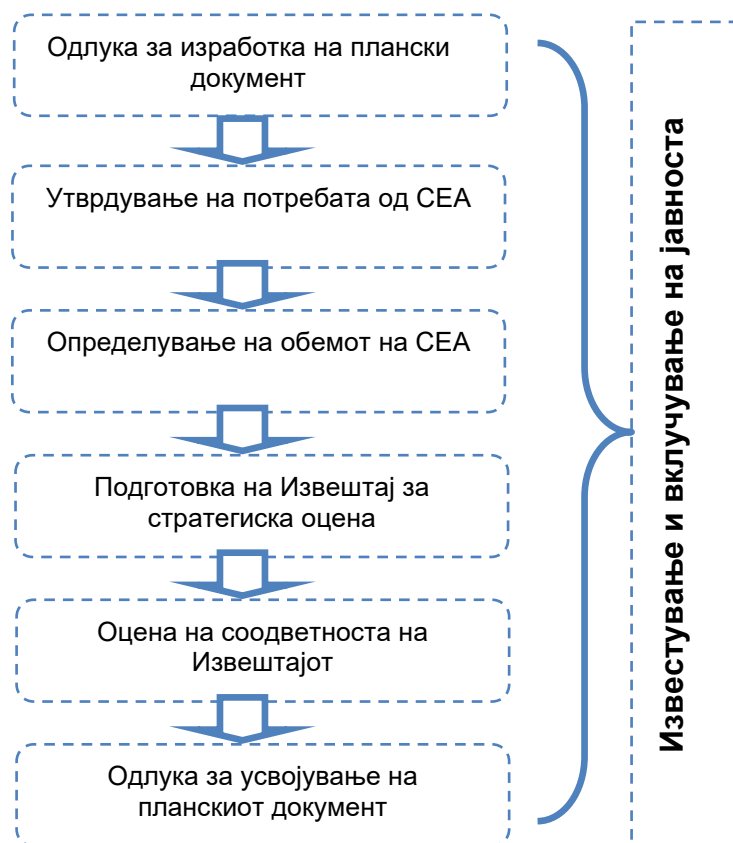 Одлука за изработка на плански
документ
Утврдување на потребата од СЕА
Определување на обемот на СЕА
Подготовка на Извештај за
стратегиска оцена
Оцена на соодветноста на
Извештајот
Одлука за усвојување на
планскиот документ
Известување и вклучување на јавноста